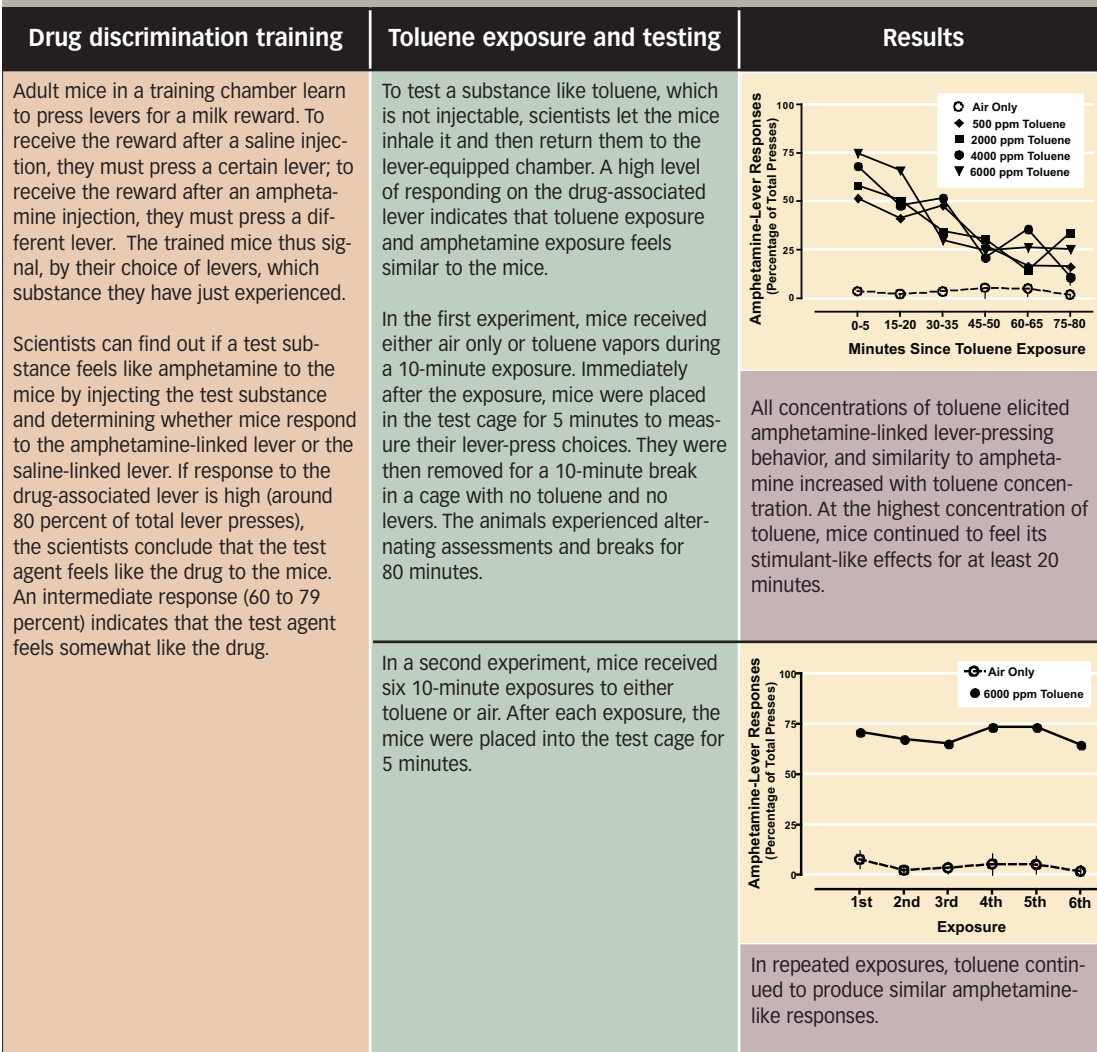 Drug discrimination training
Adult mice in a training chamber learn
to press levers for a milk reward. To
receive the reward after a saline injec-
tion, they must press a certain lever; to
receive the reward after an ampheta-
mine injection, they must press a dif-
ferent lever. The trained mice thus sig-
nal, by their choice of levers, which
substance they have just experienced.
Scientists can find out if a test sub-
stance feels like amphetamine to the
mice by injecting the test substance
and determining whether mice respond
to the amphetamine-linked lever or the
saline-linked lever. If response to the
drug-associated lever is high (around
80 percent of total lever presses),
the scientists conclude that the test
agent feels like the drug to the mice.
An intermediate response (60 to 79
percent) indicates that the test agent
feels somewhat like the drug.
Toluene exposure and testing
To test a substance like toluene, which
is not injectable, scientists let the mice
inhale it and then return them to the
lever-equipped chamber. A high level
of responding on the drug-associated
lever indicates that toluene exposure
and amphetamine exposure feels
similar to the mice.
In the first experiment, mice received
either air only or toluene vapors during
a 10-minute exposure. Immediately
after the exposure, mice were placed
in the test cage for 5 minutes to meas-
ure their lever-press choices. They were
then removed for a 10-minute break
in a cage with no toluene and no
levers. The animals experienced alter-
nating assessments and breaks for
80 minutes.
In a second experiment, mice received
six 10-minute exposures to either
toluene or air. After each exposure, the
mice were placed into the test cage for
5 minutes.
Results
Amphetamine-Lever Responses
(Percentage of Total Presses)
100
75
50
25
0
Air Only
500 ppm Toluene
2000 ppm Toluene
4000 ppm Toluene
6000 ppm Toluene
0-5 15-20 30-35 45-50 60-65 75-80
Minutes Since Toluene Exposure
All concentrations of toluene elicited
amphetamine-linked lever-pressing
behavior, and similarity to ampheta-
mine increased with toluene concen-
tration. At the highest concentration of
toluene, mice continued to feel its
stimulant-like effects for at least 20
minutes.
Amphetamine-Lever Responses
(Percentage of Total Presses)
100
75
50
25
0
Air Only
6000 ppm Toluene
1st 2nd 3rd 4th 5th 6th
Exposure
In repeated exposures, toluene contin-
ued to produce similar amphetamine-
like responses.